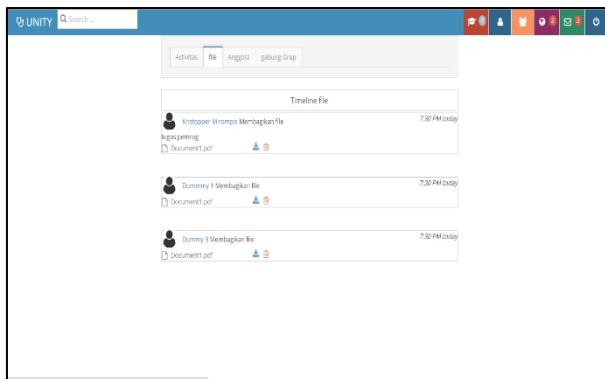 UNITY Search ... 2 2
Activitas file Anggota gabung Grup
Timeline file
Kristopper M rompis Membagikan file 7:30 PM today
tugas pemrog
Document1.pdf
Dummmy 1 Membagikan file 7:30 PM today
Document1.pdf
Dummy 3 Membagikan file 7:30 PM today
Document1.pdf